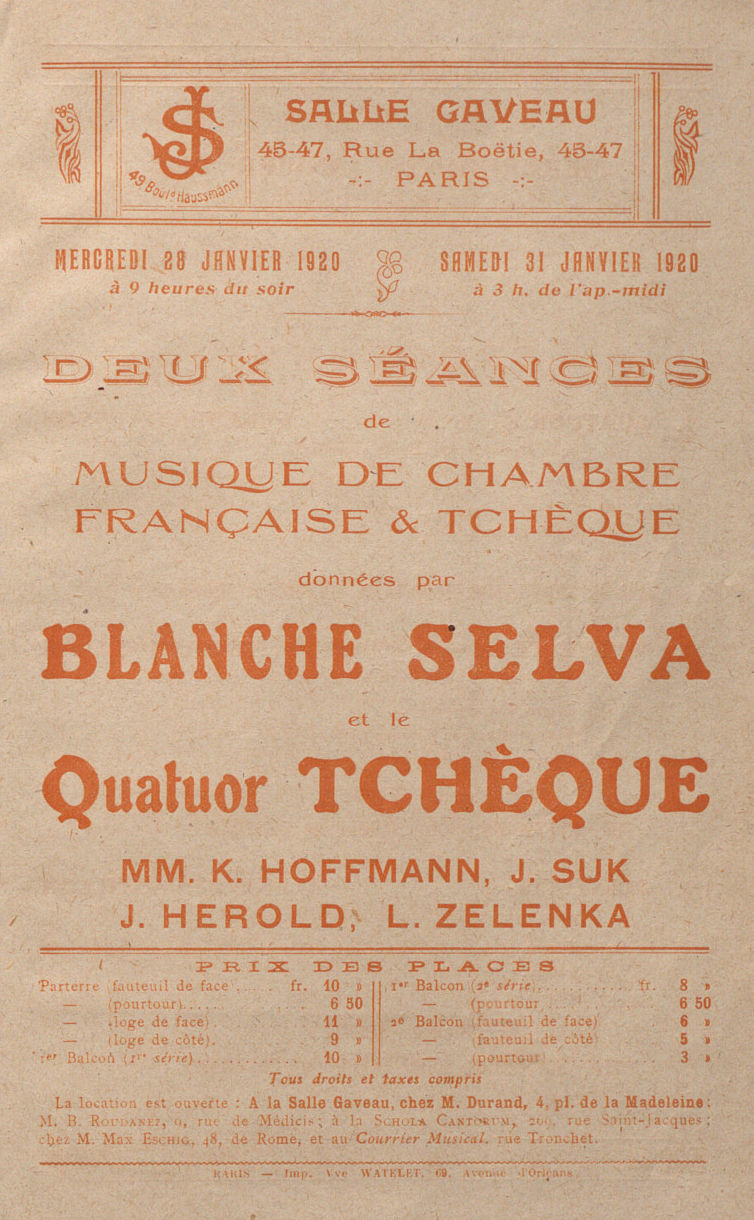 SALLE GAVEAU
45-47, Rue La Boëtie, 45-47
-:- PARIS -:-
JS
49 Boul.d Haussmann
MERCREDI 28 JANVIER 1920
à 9 heures du soir
SAMEDI 31 JANVIER 1920
à 3 h. de l'ap.-midi
DEUX SÉANCES
de
MUSIQUE DE CHAMBRE
FRANÇAISE & TCHÈQUE
données par
BLANCHE SELVA
et le
Quatuor TCHÈQUE
MM. K. HOFFMANN, J. SUK
J. HEROLD, L. ZELENKA
PRIX DES PLACES
Parterre (fauteuil de face)...... fr. 10 »
— (pourtour)...... 6 50
— (loge de face). 11 »
— (loge de côté). 9 »
1er Balcon (1re série)............. 10 »
1er Balcon (2e série)............. fr. 8 »
— (pourtour) 6 50
2e Balcon (fauteuil de face) 6 »
— (fauteuil de côté) 5 »
— (pourtour)............ 3 »
Tous droits et taxes compris
La location est ouverte : A la Salle Gaveau, chez M. Durand, 4, pl. de la Madeleine;
M. B. ROUDANEZ, 9, rue de Médicis; à la SCHOLA CANTORUM, 269, rue Saint-Jacques;
chez M. MAX ESCHIG, 48, de Rome, et au Courrier Musical, rue Tronchet.
PARIS — Imp. Vve WATELET, 69, Avenue d'Orléans